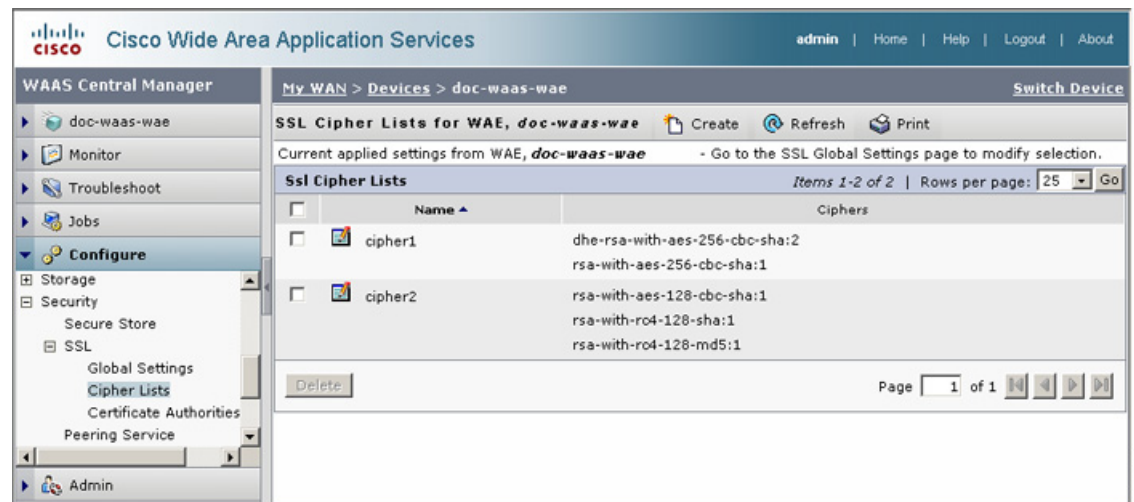 CISCO
Cisco Wide Area Application Services
admin | Home | Help | Logout | About
WAAS Central Manager
doc-waas-wae
Monitor
Troubleshoot
Jobs
Configure
Storage
Security
Secure Store
SSL
Global Settings
Cipher Lists
Certificate Authorities
Peering Service
Admin
My WAN > Devices > doc-waas-wae
Switch Device
SSL Cipher Lists for WAE, doc-waas-wae
Create
Refresh
Print
Current applied settings from WAE, doc-waas-wae - Go to the SSL Global Settings page to modify selection.
Ssl Cipher Lists
Items 1-2 of 2 | Rows per page: 25 Go
Name Ciphers
cipher1 dhe-rsa-with-aes-256-cbc-sha:2
rsa-with-aes-256-cbc-sha:1
cipher2 rsa-with-aes-128-cbc-sha:1
rsa-with-rc4-128-sha:1
rsa-with-rc4-128-md5:1
Delete
Page 1 of 1